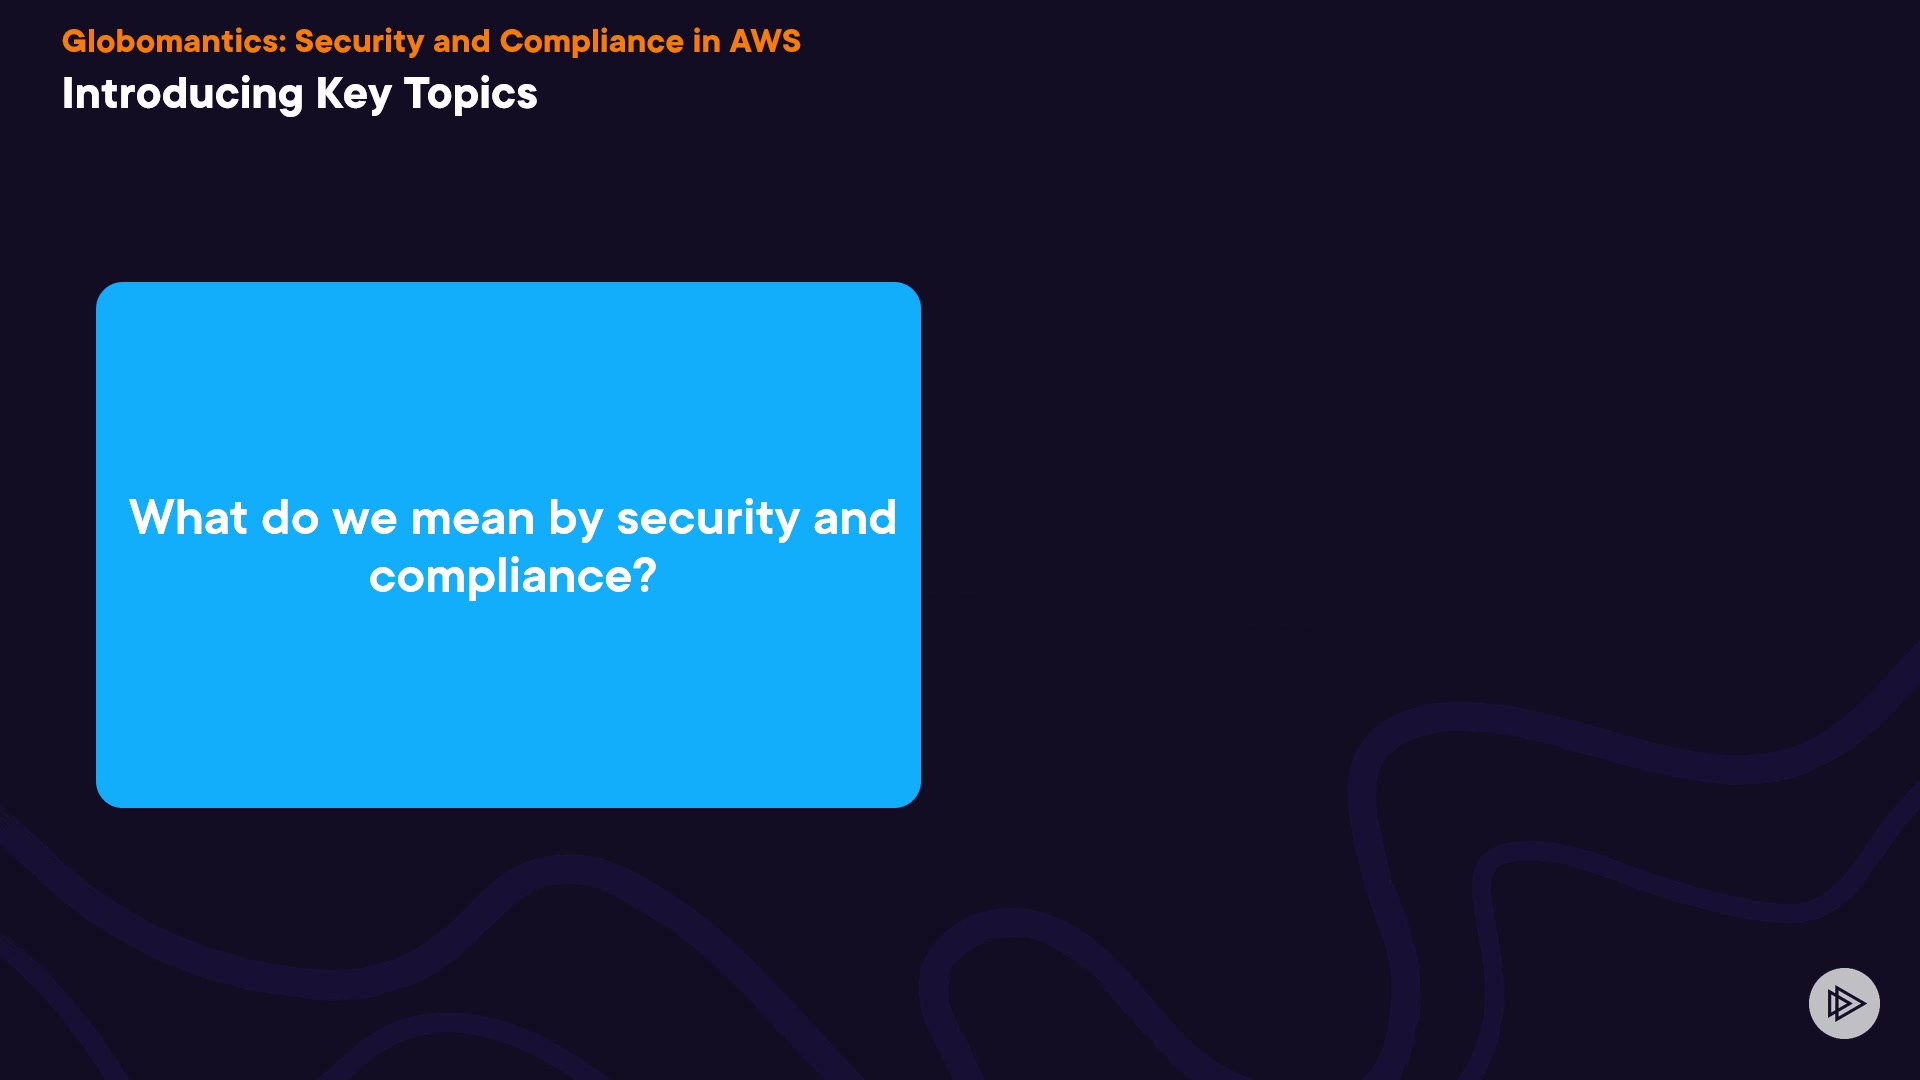 Globomantics: Security and Compliance in AWS
Introducing Key Topics
What do we mean by security and
compliance?